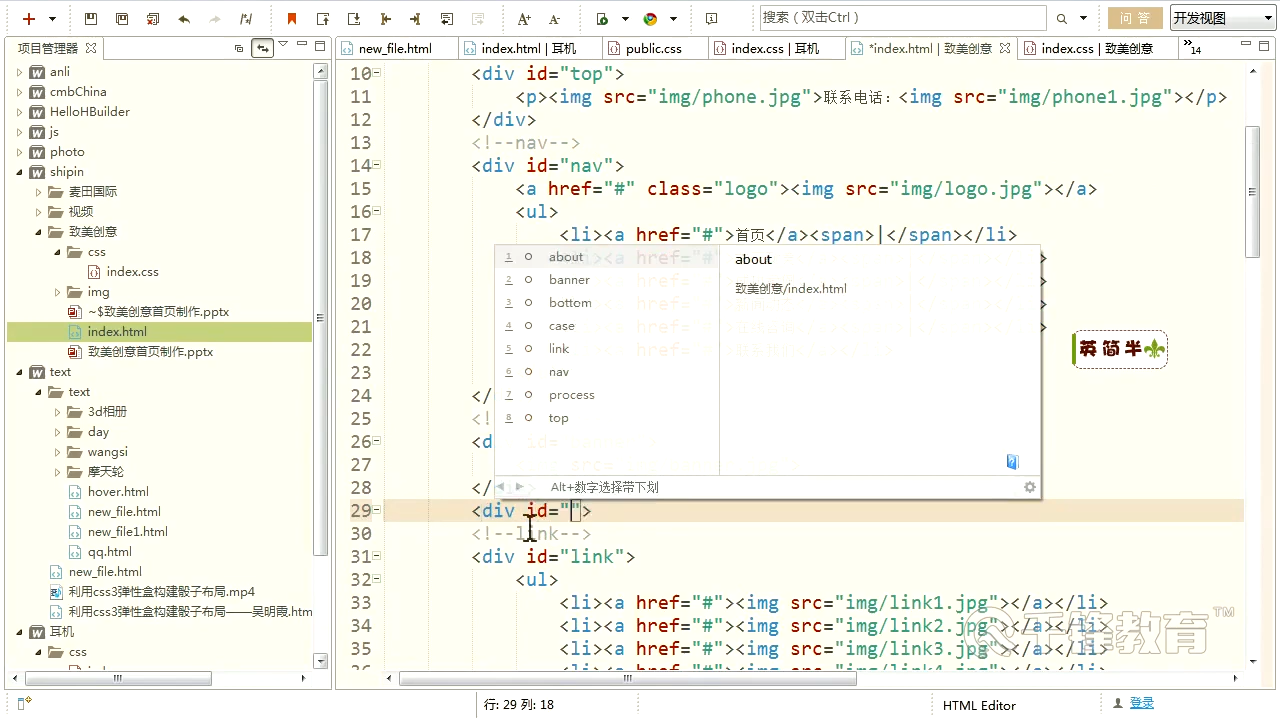 搜索 ( 双击Ctrl )
问 答
开发视图
项目管理器
new_file.html
index.html | 耳机
public.css
index.css | 耳机
*index.html | 致美创意
index.css | 致美创意
»14
anli
cmbChina
HelloHBuilder
js
photo
shipin
麦田国际
视频
致美创意
css
index.css
img
~$致美创意首页制作.pptx
index.html
致美创意首页制作.pptx
text
text
3d相册
day
wangsi
摩天轮
hover.html
new_file.html
new_file1.html
qq.html
new_file.html
利用css3弹性盒构建骰子布局.mp4
利用css3弹性盒构建骰子布局——吴明霞.htm
耳机
css
10 <div id="top">
11 <p><img src="img/phone.jpg">联系电话：<img src="img/phone1.jpg"></p>
12 </div>
13 <!--nav-->
14 <div id="nav">
15 <a href="#" class="logo"><img src="img/logo.jpg"></a>
16 <ul>
17 <li><a href="#">首页</a><span>|</span></li>
18
19
20
21
22
23
24 </
25 <!
26 <d
27
28 </
29 <div id="">
30 <!--link-->
31 <div id="link">
32 <ul>
33 <li><a href="#"><img src="img/link1.jpg"></a></li>
34 <li><a href="#"><img src="img/link2.jpg"></a></li>
35 <li><a href="#"><img src="img/link3.jpg"></a></li>
36 <li><a href="#"><img src="img/link4.jpg"></a></li>
1 about
2 banner
3 bottom
4 case
5 link
6 nav
7 process
8 top
about
致美创意/index.html
Alt+数字选择带下划
英 简 半
千锋教育™
行: 29 列: 18
HTML Editor
登录